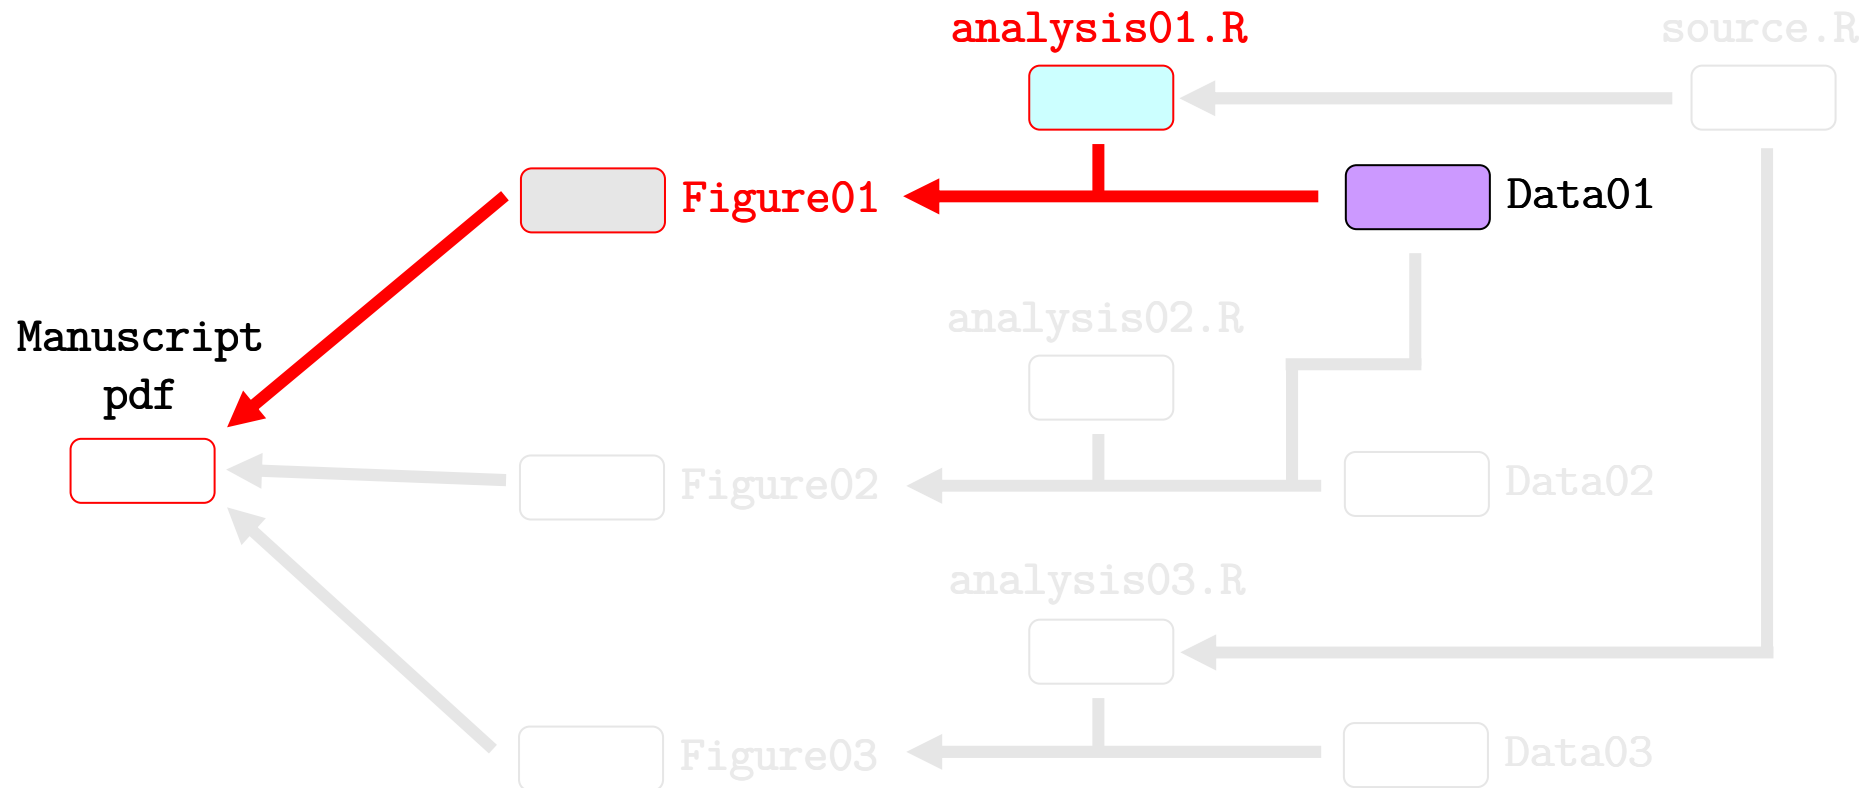 analysis01.R
source.R
Figure01
Data01
analysis02.R
Manuscript
pdf
Figure02
Data02
analysis03.R
Figure03
Data03